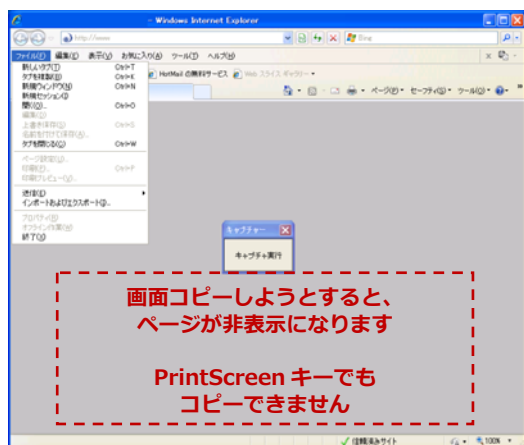 - Windows Internet Explorer
http://www
Bing
ファイル(F) 編集(E) 表示(V) お気に入り(A) ツール(T) ヘルプ(H)
新しいタブ(T) Ctrl+T
タブを複製(B) Ctrl+K
新規ウィンドウ(N) Ctrl+N
新規セッション(I)
開く(O)... Ctrl+O
編集(D)
上書き保存(S) Ctrl+S
名前を付けて保存(A)...
タブを閉じる(C) Ctrl+W
ページ設定(U)...
印刷(P)... Ctrl+P
印刷プレビュー(V)...
送信(E)
インポートおよびエクスポート(I)...
プロパティ(R)
オフライン作業(W)
終了(X)
HotMail の無料サービス Web スライス ギャラリー
ページ(P) セーフティ(S) ツール(O)
キャプチャー
キャプチャ実行
画面コピーしようとすると、
ページが非表示になります
PrintScreen キーでも
コピーできません
信頼済みサイト 100%